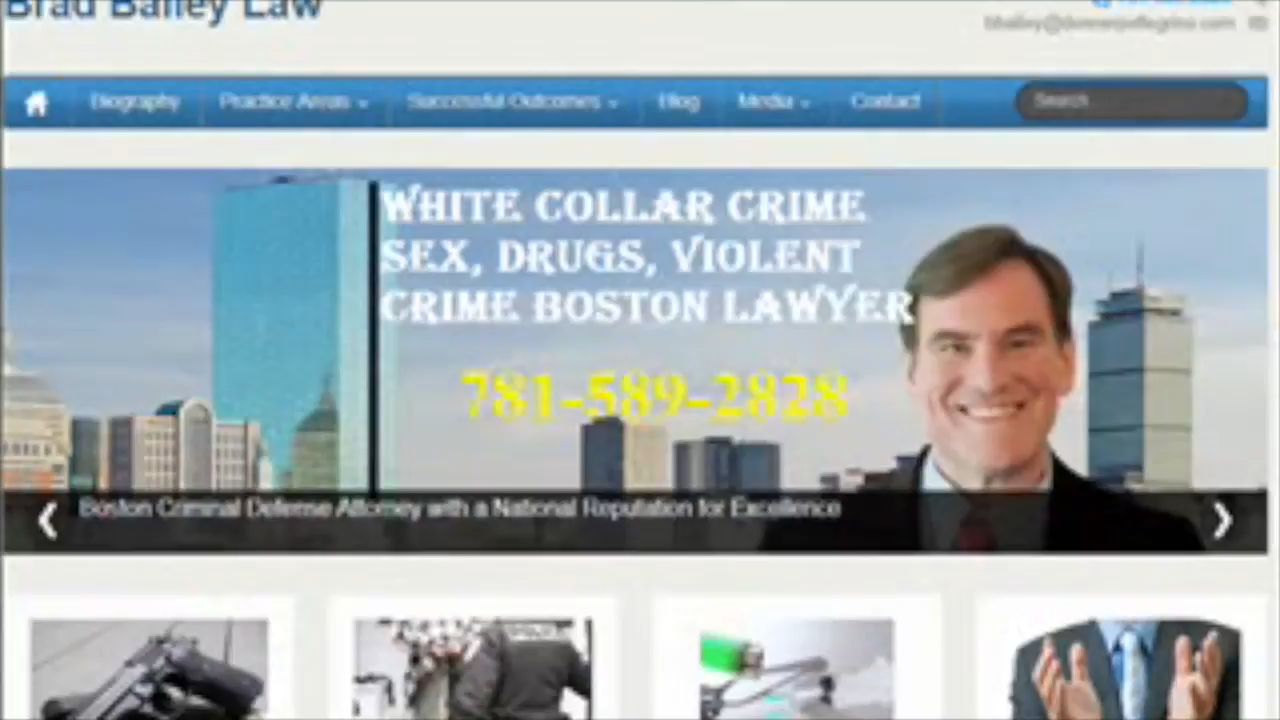 Brad Bailey Law
Biography Practice Areas Successful Outcomes Blog Media Contact Search
WHITE COLLAR CRIME
SEX, DRUGS, VIOLENT
CRIME BOSTON LAWYER
781-589-2828
Boston Criminal Defense Attorney with a National Reputation for Excellence